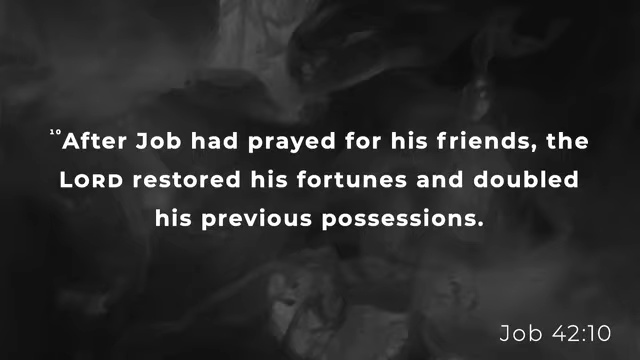 ¹⁰After Job had prayed for his friends, the
LORD restored his fortunes and doubled
his previous possessions.
Job 42:10